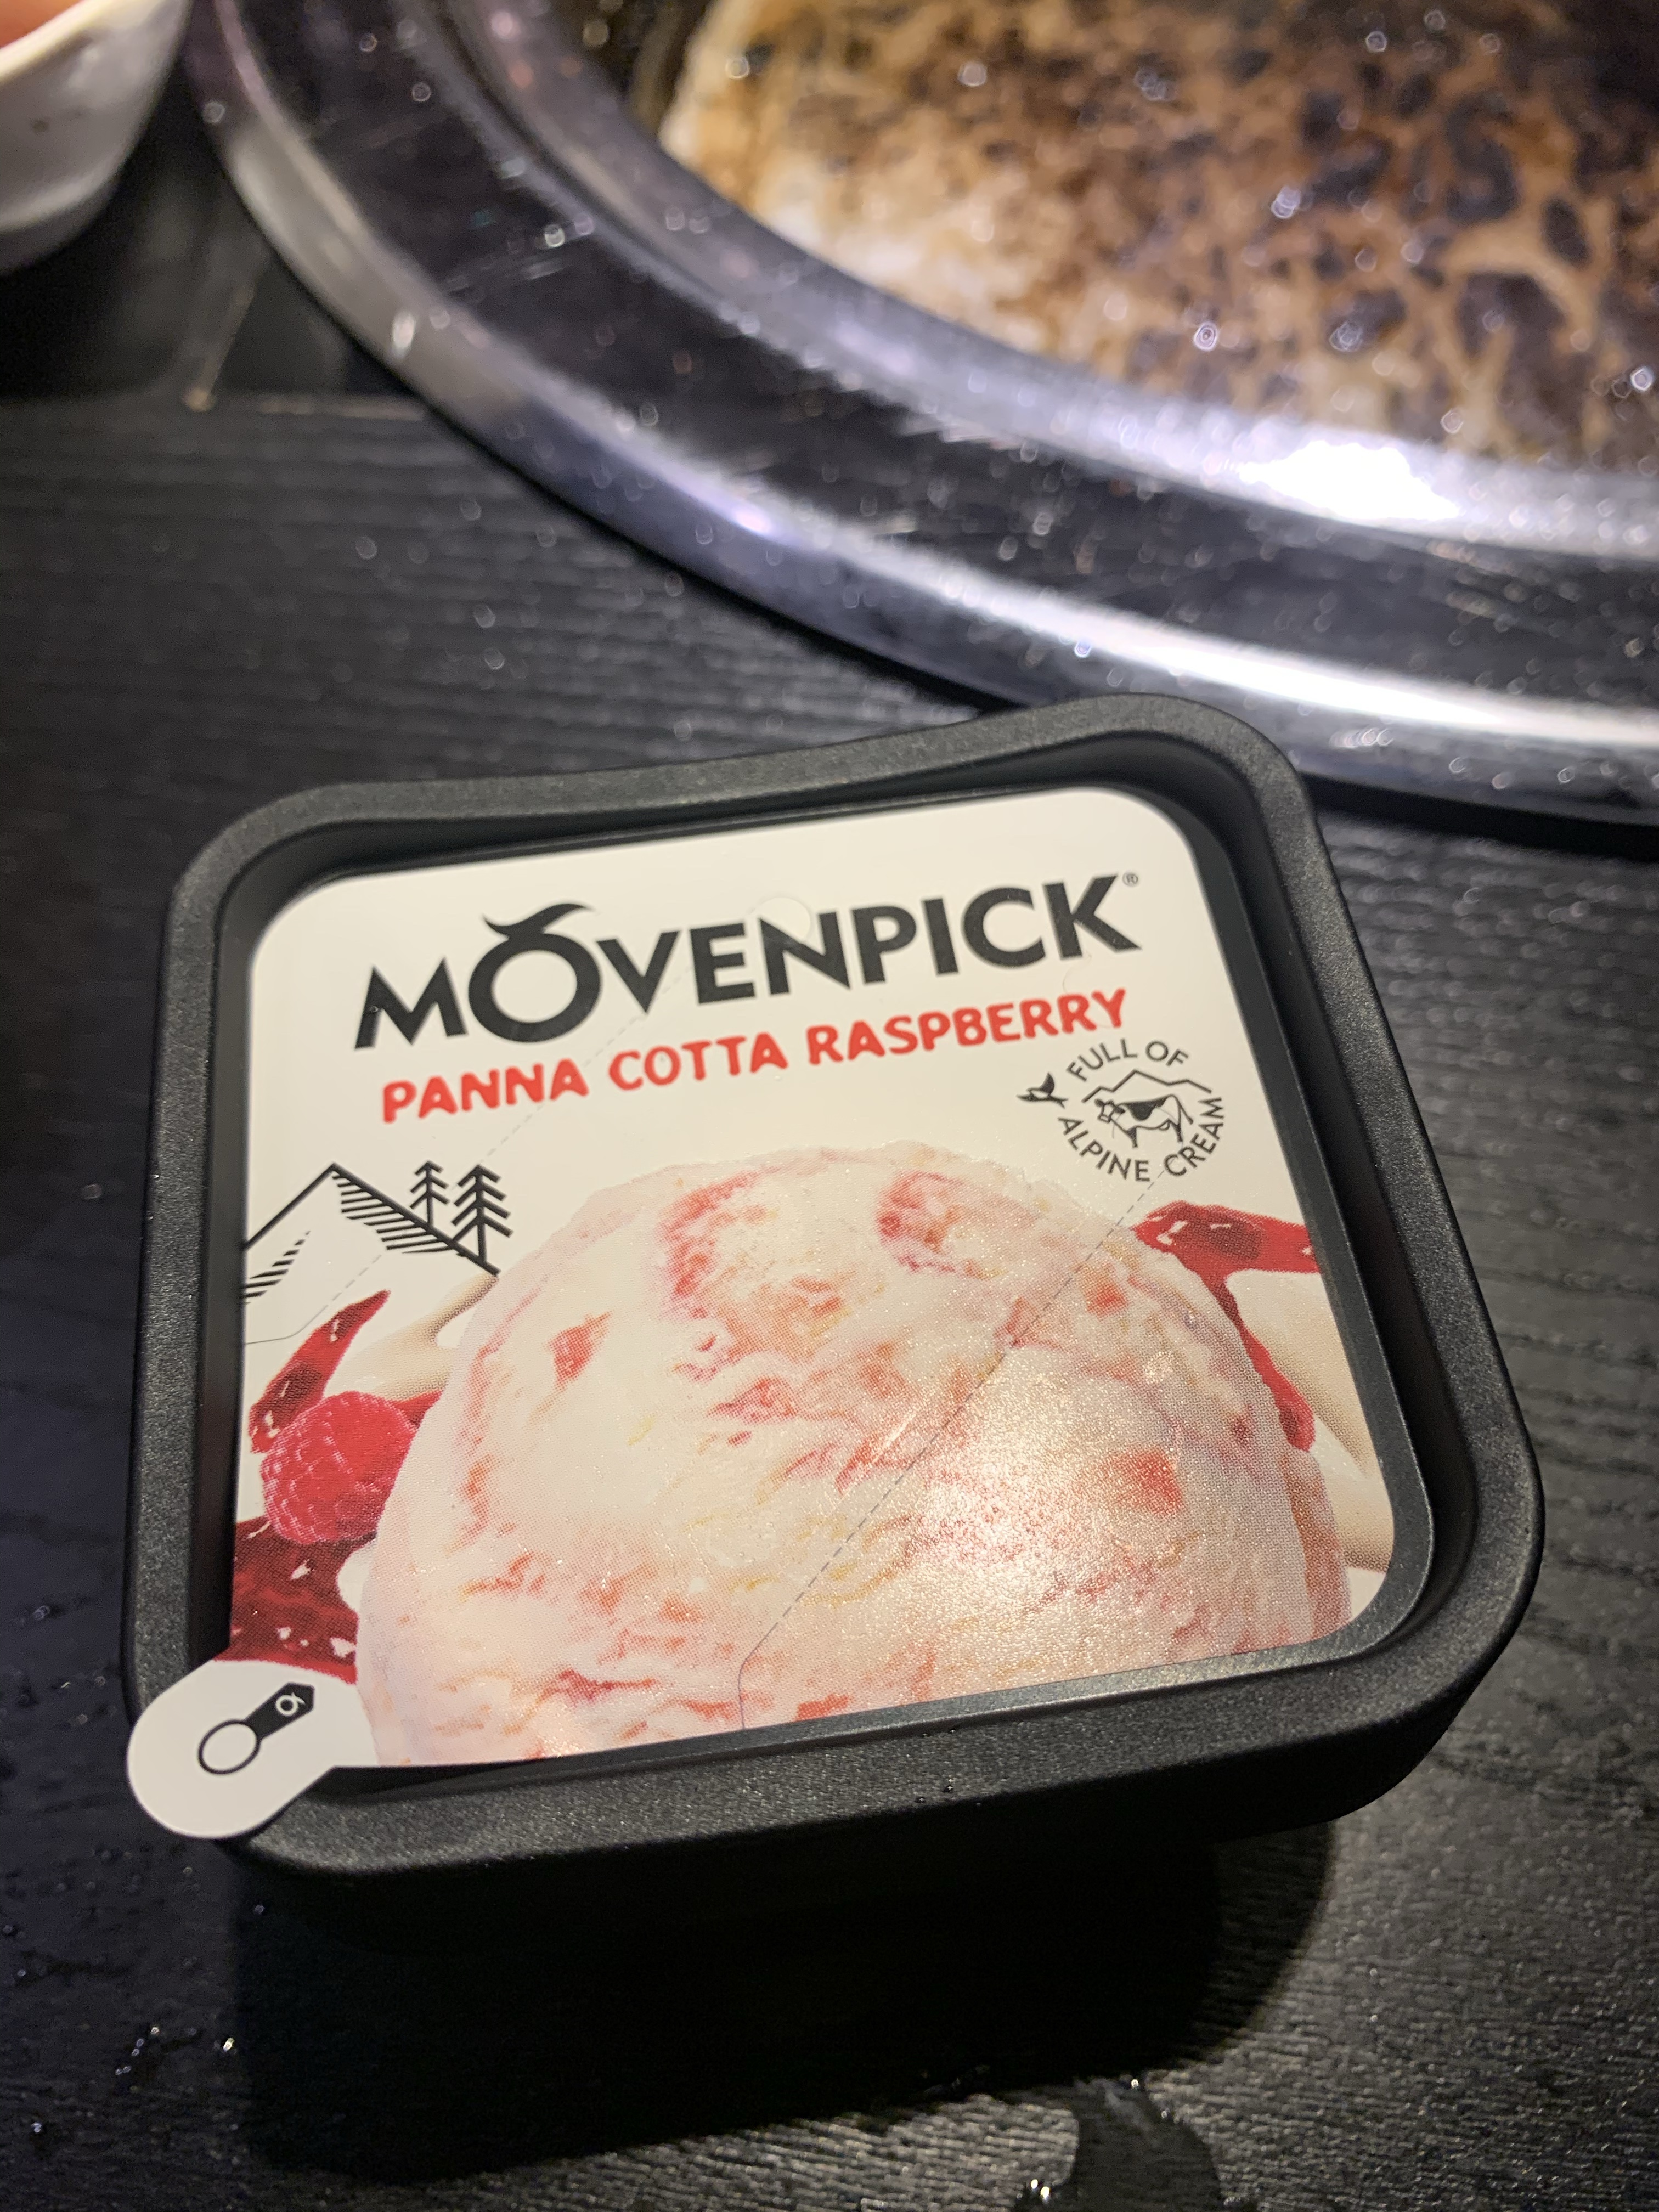 MÖVENPICK®
PANNA COTTA RASPBERRY
FULL OF
ALPINE CREAM